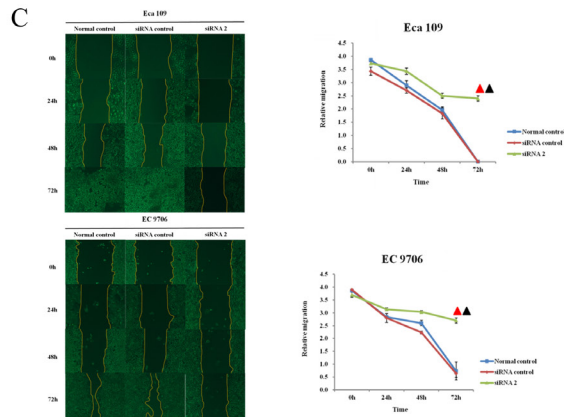 C
Eca 109
Normal control siRNA control siRNA 2
0h
24h
48h
72h
EC 9706
Normal control siRNA control siRNA 2
0h
24h
48h
72h
Eca 109
Relative migration
4.5
4.0
3.5
3.0
2.5
2.0
1.5
1.0
0.5
0.0
0h 24h 48h 72h
Time
Normal control
siRNA control
siRNA 2
EC 9706
Relative migration
4.5
4.0
3.5
3.0
2.5
2.0
1.5
1.0
0.5
0.0
0h 24h 48h 72h
Time
Normal control
siRNA control
siRNA 2